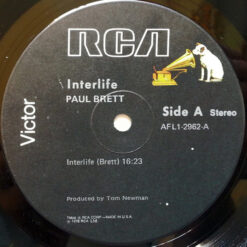 RCA
Interlife
PAUL BRETT
Victor
Side A Stereo
AFL1-2962-A
Interlife (Brett) 16:23
Produced by Tom Newman